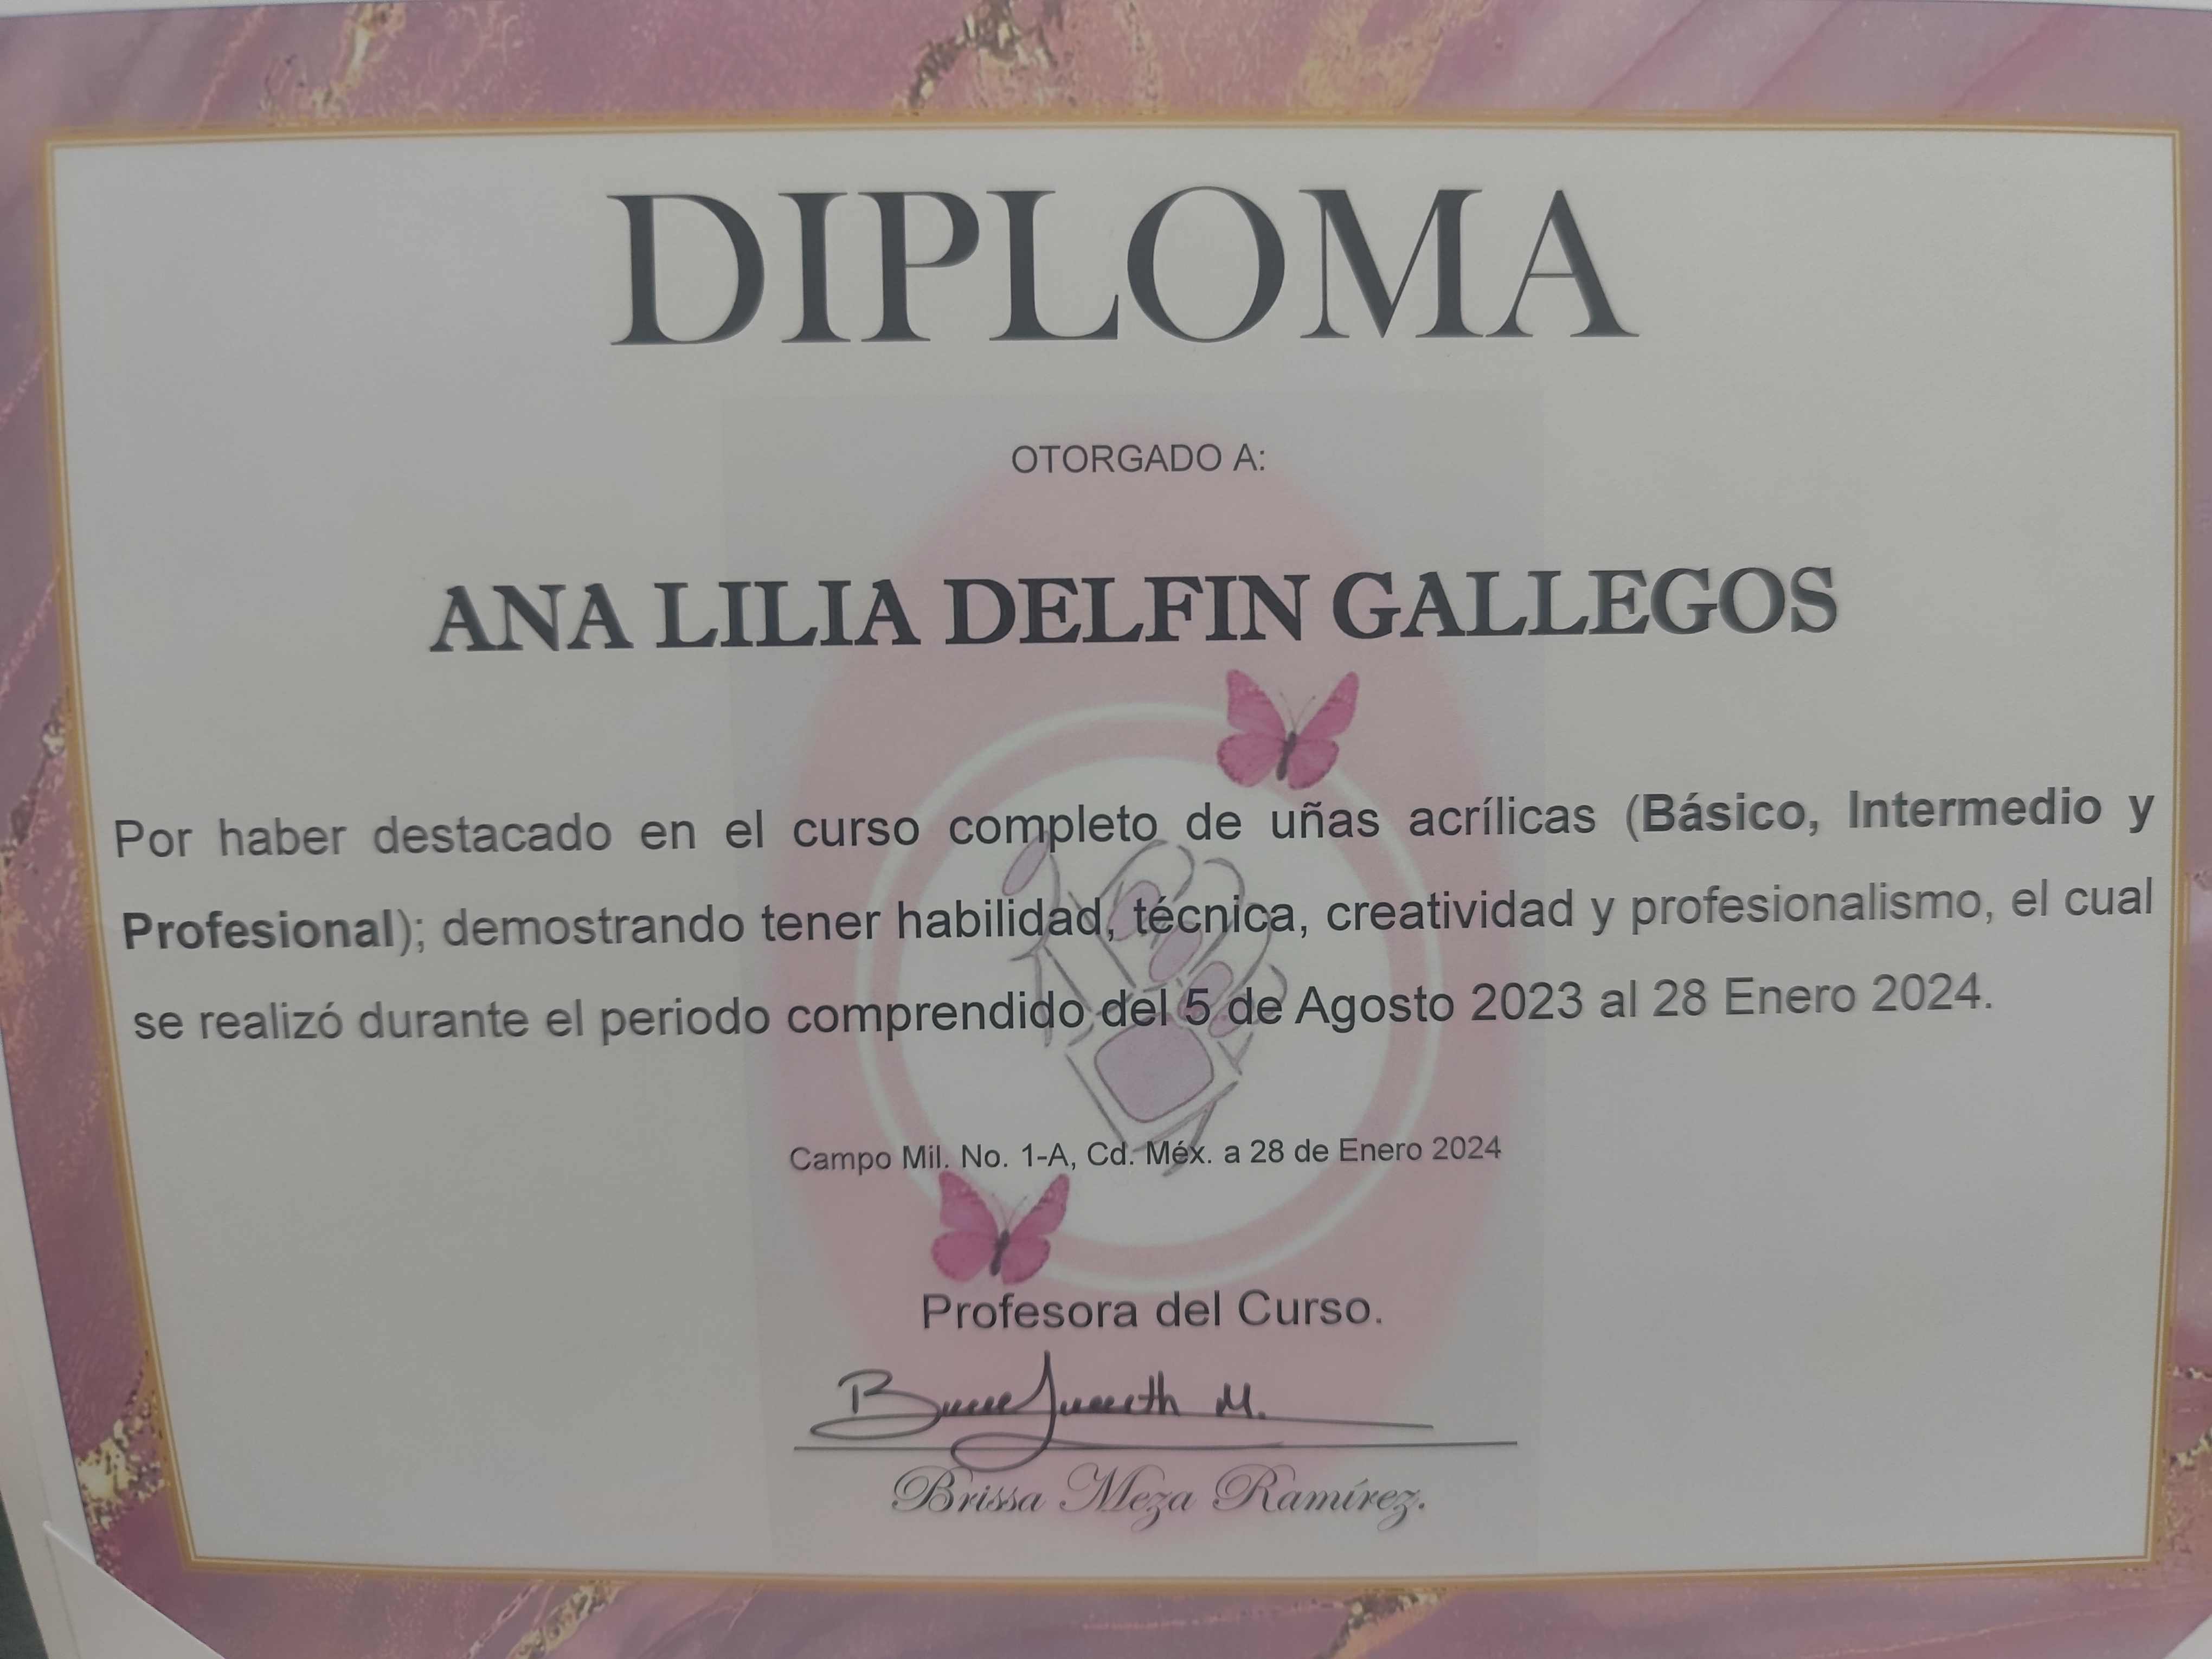 DIPLOMA
OTORGADO A:
ANA LILIA DELFIN GALLEGOS
Por haber destacado en el curso completo de uñas acrílicas (Básico, Intermedio y
Profesional); demostrando tener habilidad, técnica, creatividad y profesionalismo, el cual
se realizó durante el periodo comprendido del 5 de Agosto 2023 al 28 Enero 2024.
Campo Mil. No. 1-A, Cd. Méx. a 28 de Enero 2024
Profesora del Curso.
Brissa Meza Ramírez.